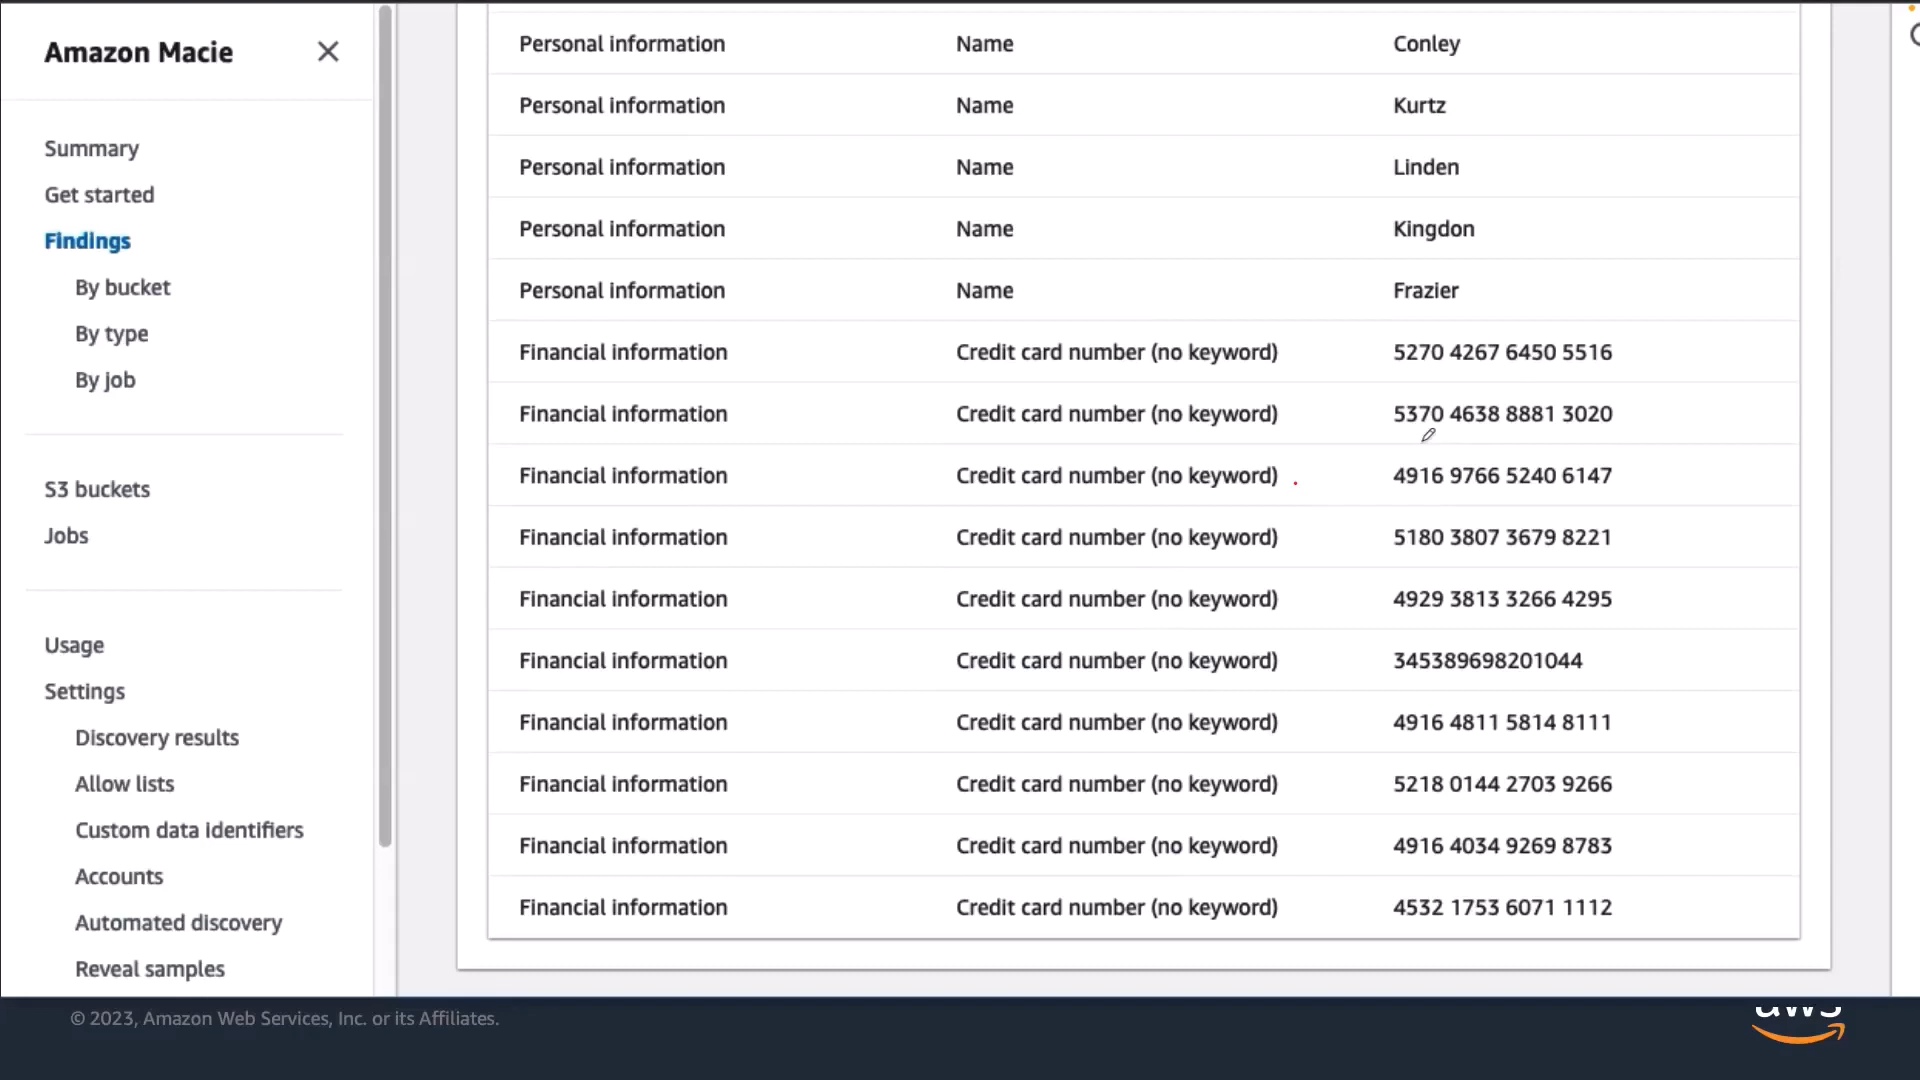 Amazon Macie
Summary
Get started
Findings
By bucket
By type
By job
S3 buckets
Jobs
Usage
Settings
Discovery results
Allow lists
Custom data identifiers
Accounts
Automated discovery
Reveal samples
Personal information Name Conley
Personal information Name Kurtz
Personal information Name Linden
Personal information Name Kingdon
Personal information Name Frazier
Financial information Credit card number (no keyword) 5270 4267 6450 5516
Financial information Credit card number (no keyword) 5370 4638 8881 3020
Financial information Credit card number (no keyword) 4916 9766 5240 6147
Financial information Credit card number (no keyword) 5180 3807 3679 8221
Financial information Credit card number (no keyword) 4929 3813 3266 4295
Financial information Credit card number (no keyword) 345389698201044
Financial information Credit card number (no keyword) 4916 4811 5814 8111
Financial information Credit card number (no keyword) 5218 0144 2703 9266
Financial information Credit card number (no keyword) 4916 4034 9269 8783
Financial information Credit card number (no keyword) 4532 1753 6071 1112
© 2023, Amazon Web Services, Inc. or its Affiliates.
aws